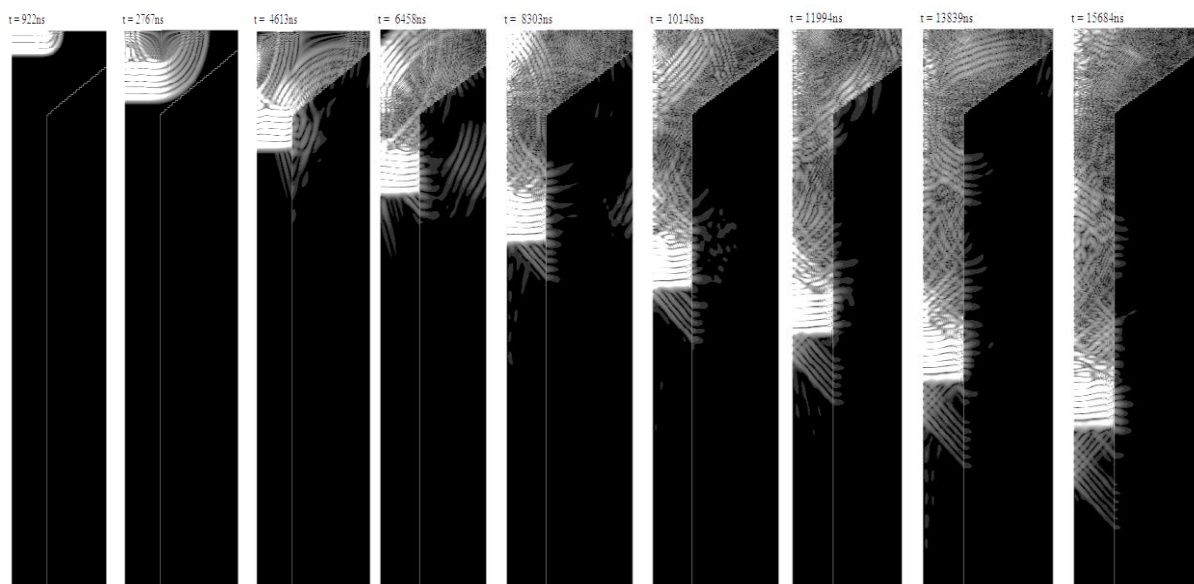 t = 922ns
t = 2767ns
t = 4613ns
t = 6458ns
t = 8303ns
t = 10148ns
t = 11994ns
t = 13839ns
t = 15684ns